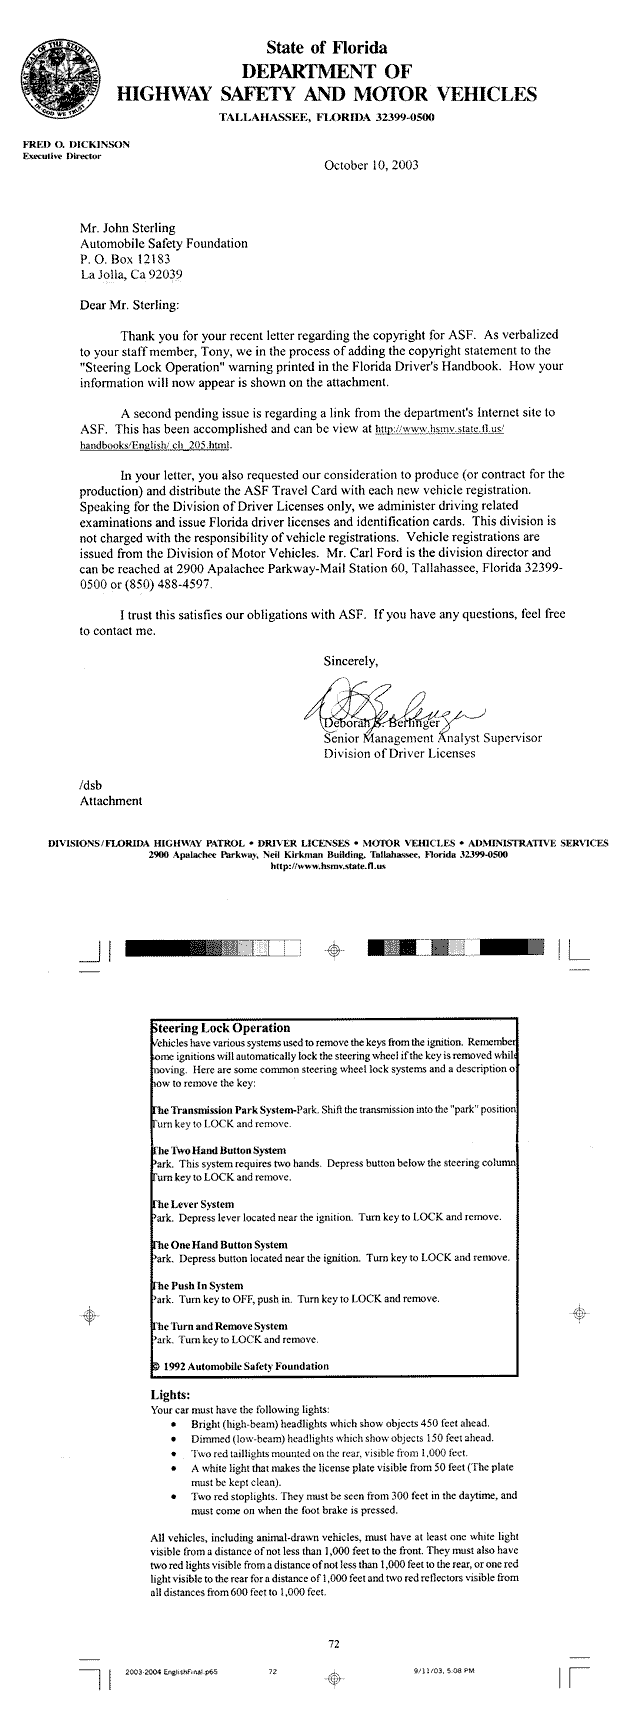 State of Florida
DEPARTMENT OF
HIGHWAY SAFETY AND MOTOR VEHICLES
TALLAHASSEE, FLORIDA 32399-0500
GREAT SEAL OF THE STATE OF FLORIDA
IN GOD WE TRUST
FRED O. DICKINSON
Executive Director
October 10, 2003
Mr. John Sterling
Automobile Safety Foundation
P. O. Box 12183
La Jolla, Ca 92039
Dear Mr. Sterling:
Thank you for your recent letter regarding the copyright for ASF. As verbalized
to your staff member, Tony, we in the process of adding the copyright statement to the
"Steering Lock Operation" warning printed in the Florida Driver's Handbook. How your
information will now appear is shown on the attachment.
A second pending issue is regarding a link from the department's Internet site to
ASF. This has been accomplished and can be view at http://www.hsmv.state.fl.us/
handbooks/English/ ch_205.html.
In your letter, you also requested our consideration to produce (or contract for the
production) and distribute the ASF Travel Card with each new vehicle registration.
Speaking for the Division of Driver Licenses only, we administer driving related
examinations and issue Florida driver licenses and identification cards. This division is
not charged with the responsibility of vehicle registrations. Vehicle registrations are
issued from the Division of Motor Vehicles. Mr. Carl Ford is the division director and
can be reached at 2900 Apalachee Parkway-Mail Station 60, Tallahassee, Florida 32399-
0500 or (850) 488-4597.
I trust this satisfies our obligations with ASF. If you have any questions, feel free
to contact me.
Sincerely,
Deborah S. Berlinger
Senior Management Analyst Supervisor
Division of Driver Licenses
/dsb
Attachment
DIVISIONS/FLORIDA HIGHWAY PATROL • DRIVER LICENSES • MOTOR VEHICLES • ADMINISTRATIVE SERVICES
2900 Apalachee Parkway, Neil Kirkman Building, Tallahassee, Florida 32399-0500
http://www.hsmv.state.fl.us
Steering Lock Operation
Vehicles have various systems used to remove the keys from the ignition. Remember
some ignitions will automatically lock the steering wheel if the key is removed while
moving. Here are some common steering wheel lock systems and a description o
how to remove the key:
The Transmission Park System-Park. Shift the transmission into the "park" position
Turn key to LOCK and remove.
The Two Hand Button System
Park. This system requires two hands. Depress button below the steering column
Turn key to LOCK and remove.
The Lever System
Park. Depress lever located near the ignition. Turn key to LOCK and remove.
The One Hand Button System
Park. Depress button located near the ignition. Turn key to LOCK and remove.
The Push In System
Park. Turn key to OFF, push in. Turn key to LOCK and remove.
The Turn and Remove System
Park. Turn key to LOCK and remove.
© 1992 Automobile Safety Foundation
Lights:
Your car must have the following lights:
• Bright (high-beam) headlights which show objects 450 feet ahead.
• Dimmed (low-beam) headlights which show objects 150 feet ahead.
• Two red taillights mounted on the rear, visible from 1,000 feet.
• A white light that makes the license plate visible from 50 feet (The plate
must be kept clean).
• Two red stoplights. They must be seen from 300 feet in the daytime, and
must come on when the foot brake is pressed.
All vehicles, including animal-drawn vehicles, must have at least one white light
visible from a distance of not less than 1,000 feet to the front. They must also have
two red lights visible from a distance of not less than 1,000 feet to the rear, or one red
light visible to the rear for a distance of 1,000 feet and two red reflectors visible from
all distances from 600 feet to 1,000 feet.
72
2003-2004 EnglishFinal.p65 72 9/11/03, 5:08 PM